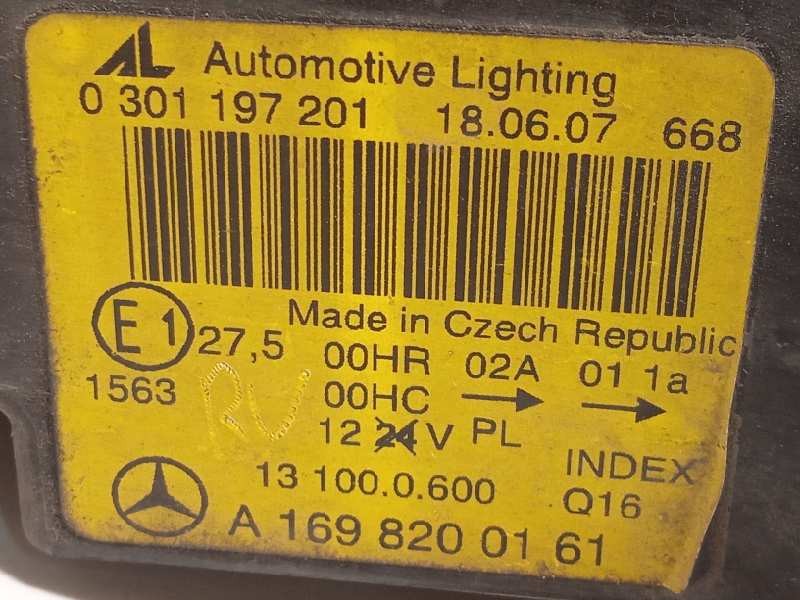 AL Automotive Lighting
0 301 197 201 18.06.07 668
Made in Czech Republic
E1 27,5 00HR 02A 01 1a
1563 00HC → →
12 24 V PL
INDEX
13 100.0.600 Q16
A 169 820 01 61